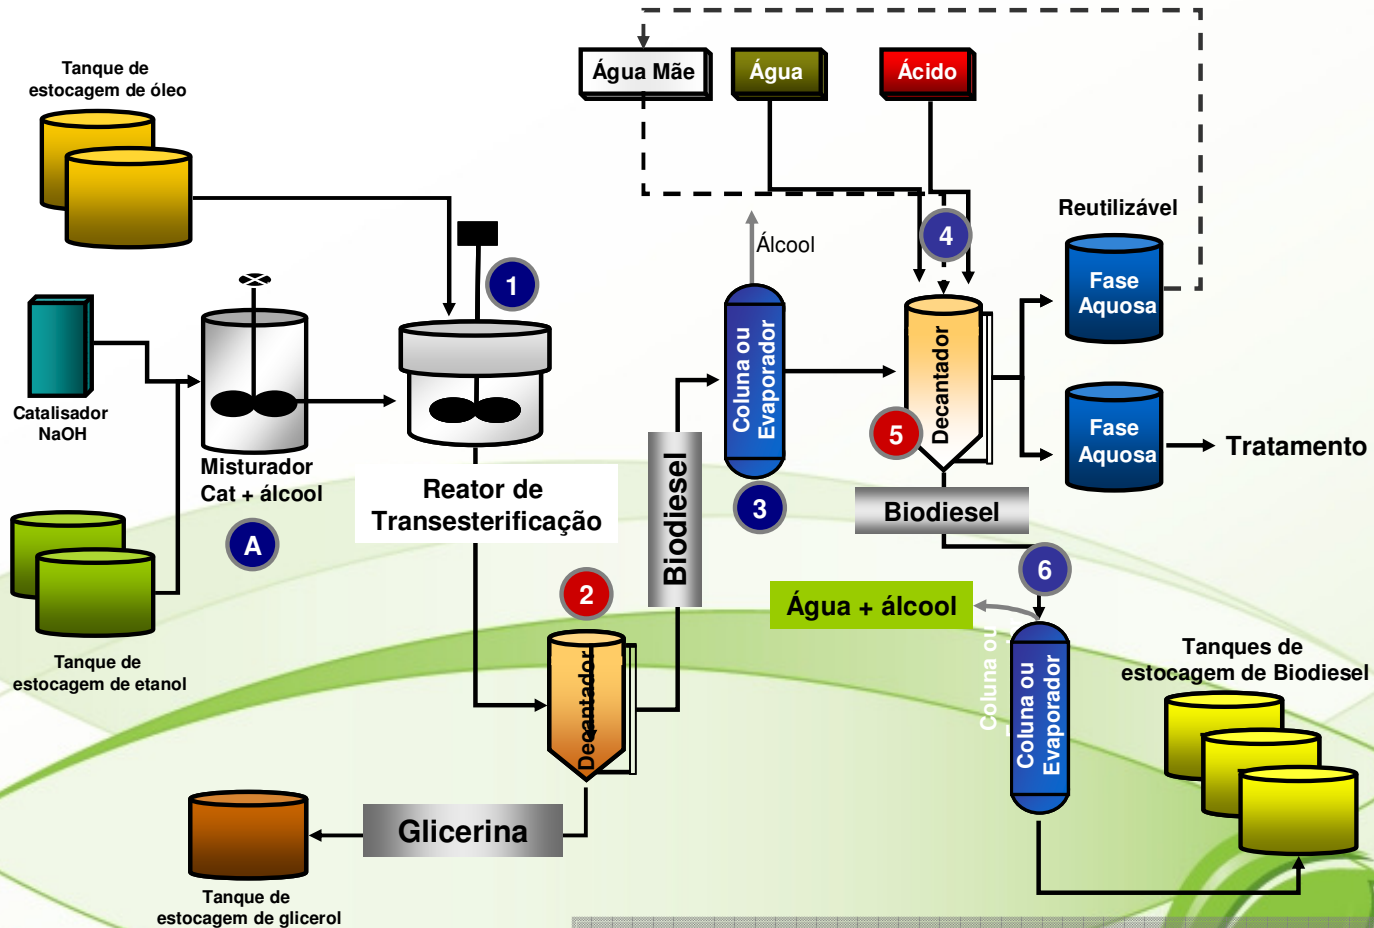 Tanque de
estocagem de óleo
Água Mãe
Água
Ácido
Reutilizável
Álcool
4
1
Fase
Aquosa
Coluna ou
Evaporador
Decantador
Catalisador
NaOH
5
Fase
Aquosa
Tratamento
Misturador
Cat + álcool
A
Reator de
Transesterificação
Biodiesel
3
Biodiesel
6
2
Água + álcool
Tanque de
estocagem de etanol
Decantador
Coluna ou
Coluna ou
Evaporador
Tanques de
estocagem de Biodiesel
Glicerina
Tanque de
estocagem de glicerol